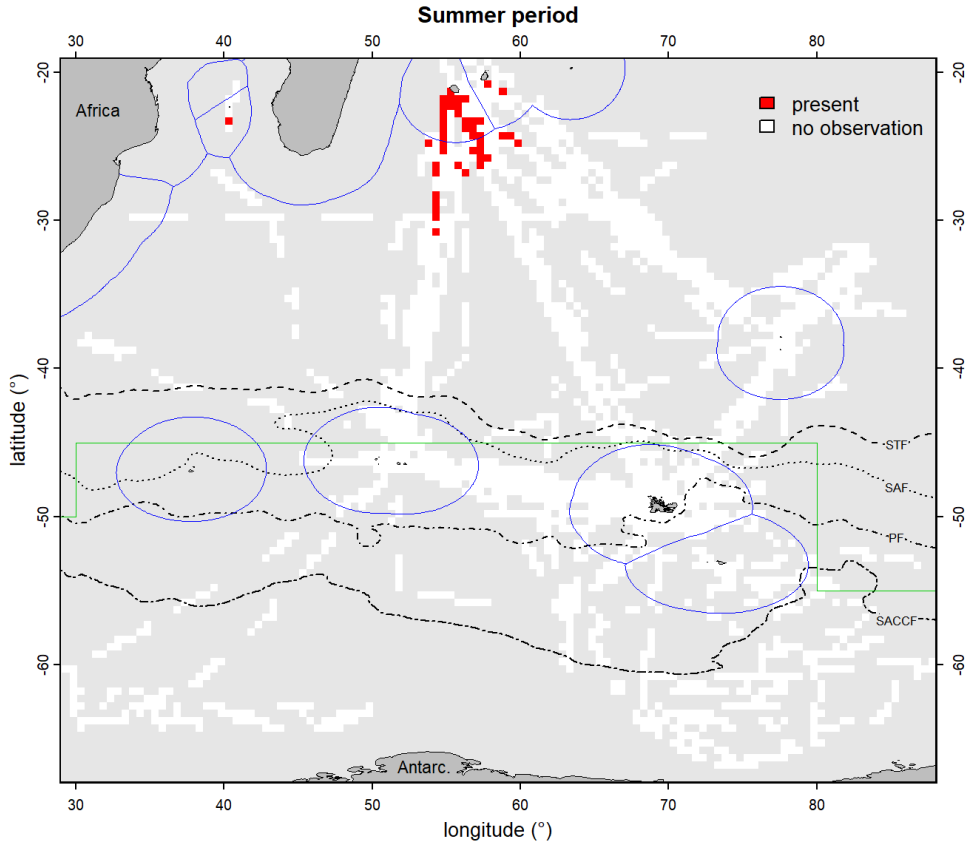 Summer period
30 40 50 60 70 80
-20 -20
Africa
present
no observation
-30 -30
-40 -40
latitude (°)
STF
SAF
-50 -50
PF
SACCF
-60 -60
Antarc.
30 40 50 60 70 80
longitude (°)